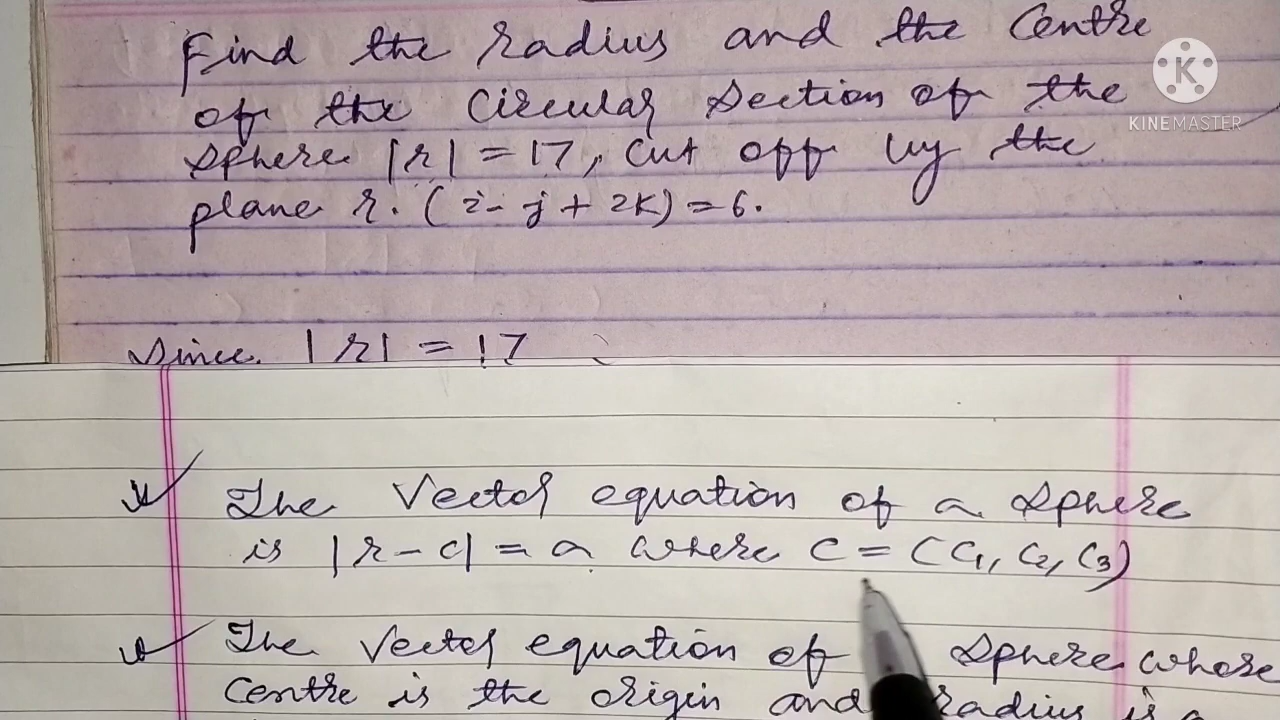 Find the radius and the Centre
K
KINEMASTER
of the Circular Section of the
Sphere |r| = 17, cut off by the
plane r. (i - j + 2k) = 6.
Since |r| = 17
The Vector equation of a Sphere
is |r - c| = a where c = (c1, c2, c3)
The Vector equation of Sphere whose
Centre is the origin and radius is a